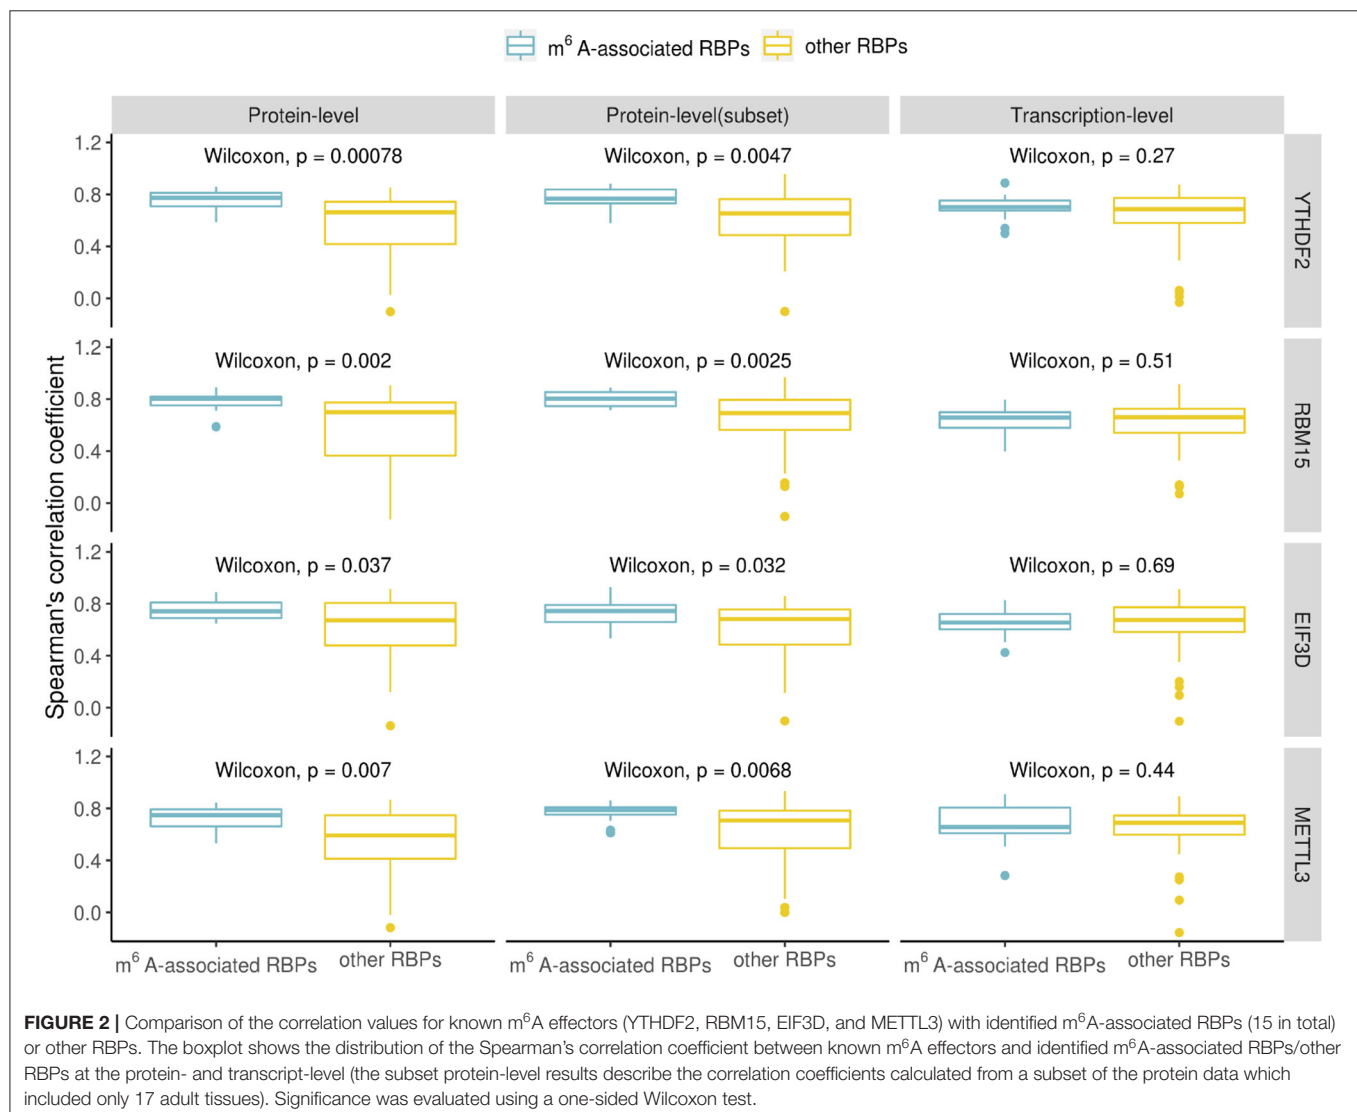 m⁶ A-associated RBPs other RBPs
Protein-level Protein-level(subset) Transcription-level
Spearman's correlation coefficient
1.2
0.8
0.4
0.0
Wilcoxon, p = 0.00078 Wilcoxon, p = 0.0047 Wilcoxon, p = 0.27
YTHDF2
1.2
0.8
0.4
0.0
Wilcoxon, p = 0.002 Wilcoxon, p = 0.0025 Wilcoxon, p = 0.51
RBM15
1.2
0.8
0.4
0.0
Wilcoxon, p = 0.037 Wilcoxon, p = 0.032 Wilcoxon, p = 0.69
EIF3D
1.2
0.8
0.4
0.0
Wilcoxon, p = 0.007 Wilcoxon, p = 0.0068 Wilcoxon, p = 0.44
METTL3
m⁶ A-associated RBPs other RBPs m⁶ A-associated RBPs other RBPs m⁶ A-associated RBPs other RBPs
FIGURE 2 | Comparison of the correlation values for known m⁶A effectors (YTHDF2, RBM15, EIF3D, and METTL3) with identified m⁶A-associated RBPs (15 in total)
or other RBPs. The boxplot shows the distribution of the Spearman's correlation coefficient between known m⁶A effectors and identified m⁶A-associated RBPs/other
RBPs at the protein- and transcript-level (the subset protein-level results describe the correlation coefficients calculated from a subset of the protein data which
included only 17 adult tissues). Significance was evaluated using a one-sided Wilcoxon test.